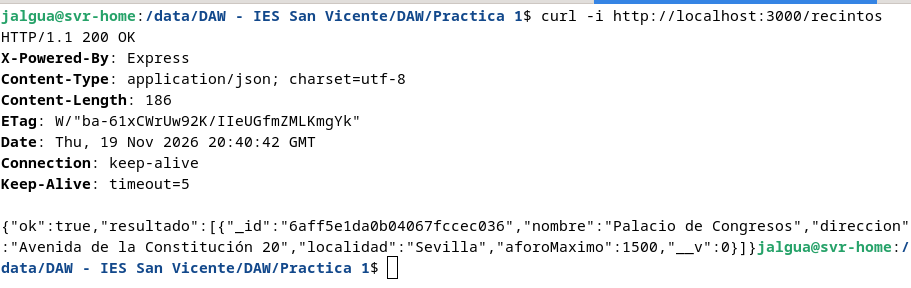 jalgua@svr-home:/data/DAW - IES San Vicente/DAW/Practica 1$ curl -i http://localhost:3000/recintos
HTTP/1.1 200 OK
X-Powered-By: Express
Content-Type: application/json; charset=utf-8
Content-Length: 186
ETag: W/"ba-61xCWrUw92K/IIeUGfmZMLKmgYk"
Date: Thu, 19 Nov 2026 20:40:42 GMT
Connection: keep-alive
Keep-Alive: timeout=5

{"ok":true,"resultado":[{"_id":"6aff5e1da0b04067fccec036","nombre":"Palacio de Congresos","direccion"
:"Avenida de la Constitución 20","localidad":"Sevilla","aforoMaximo":1500,"__v":0}]}jalgua@svr-home:/
data/DAW - IES San Vicente/DAW/Practica 1$